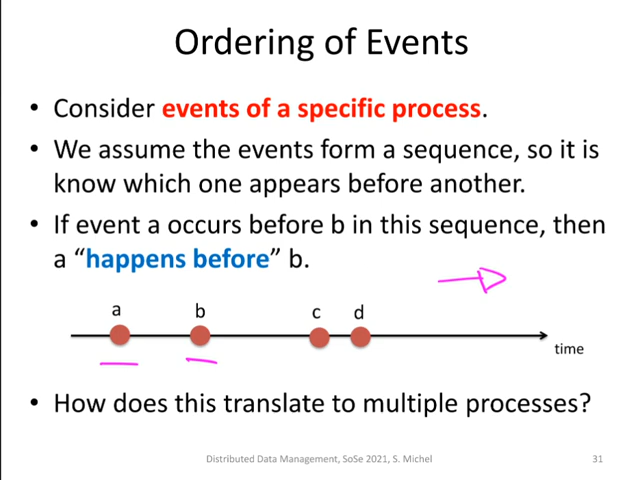 Ordering of Events
• Consider events of a specific process.
• We assume the events form a sequence, so it is
know which one appears before another.
• If event a occurs before b in this sequence, then
a “happens before” b.
a b c d
time
• How does this translate to multiple processes?
Distributed Data Management, SoSe 2021, S. Michel 31